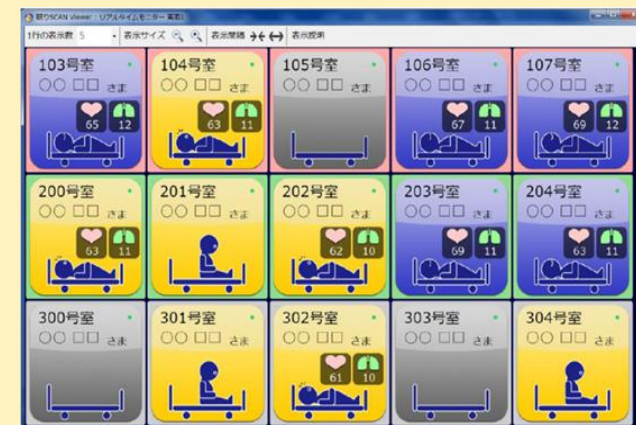 眠りSCAN Viewer : リアルタイムモニター 画面1
1行の表示数 5 表示サイズ 表示間隔 表示説明
103号室 104号室 105号室 106号室 107号室
○○ □□ さま ○○ □□ さま ○○ □□ さま ○○ □□ さま ○○ □□ さま
65 12 63 11 67 11 69 12
200号室 201号室 202号室 203号室 204号室
○○ □□ さま ○○ □□ さま ○○ □□ さま ○○ □□ さま ○○ □□ さま
63 11 62 10 69 11 63 11
300号室 301号室 302号室 303号室 304号室
○○ □□ さま ○○ □□ さま ○○ □□ さま ○○ □□ さま ○○ □□ さま
61 10